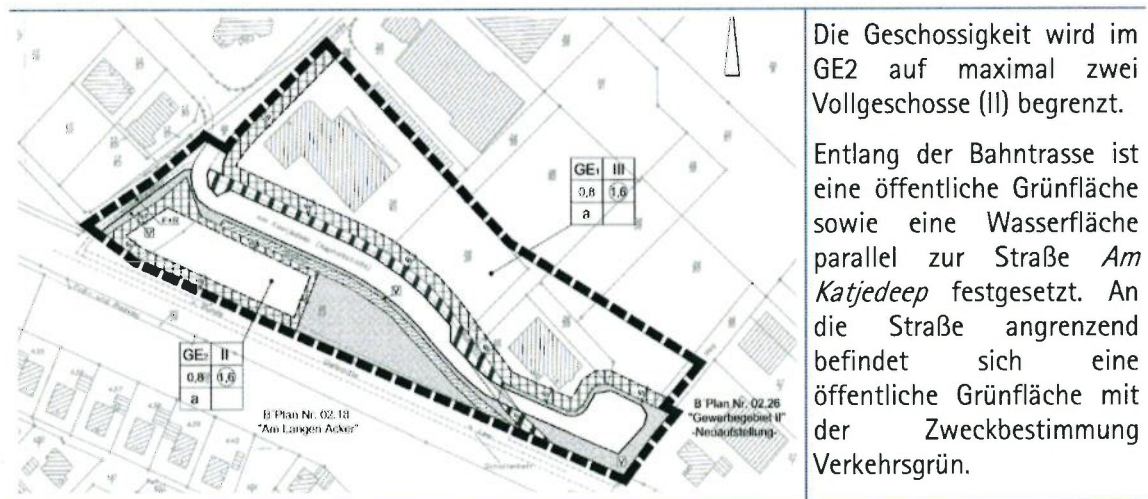 GE₁ III
0,8 1,6
a
GE₂ II
0,8 1,6
a
B Plan Nr. 02.18
"Am Langen Acker"
B Plan Nr. 02.26
"Gewerbegebiet II"
-Neuaufstellung-
Die Geschossigkeit wird im
GE2 auf maximal zwei
Vollgeschosse (II) begrenzt.
Entlang der Bahntrasse ist
eine öffentliche Grünfläche
sowie eine Wasserfläche
parallel zur Straße Am
Katjedeep festgesetzt. An
die Straße angrenzend
befindet sich eine
öffentliche Grünfläche mit
der Zweckbestimmung
Verkehrsgrün.